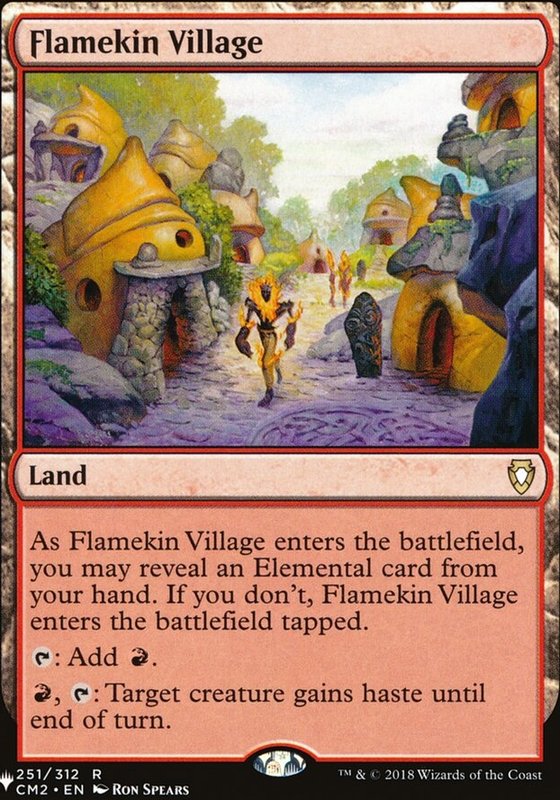 Flamekin Village
Land
As Flamekin Village enters the battlefield,
you may reveal an Elemental card from
your hand. If you don't, Flamekin Village
enters the battlefield tapped.
: Add .
, : Target creature gains haste until
end of turn.
251/312 R
CM2 • EN Ron Spears
™ & © 2018 Wizards of the Coast